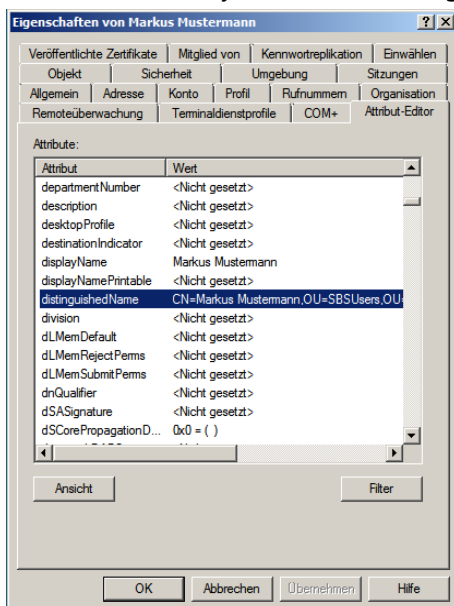 Eigenschaften von Markus Mustermann
Veröffentlichte Zertifikate Mitglied von Kennwortreplikation Einwählen
Objekt Sicherheit Umgebung Sitzungen
Allgemein Adresse Konto Profil Rufnummern Organisation
Remoteüberwachung Terminaldienstprofile COM+ Attribut-Editor
Attribute:
Attribut Wert
departmentNumber <Nicht gesetzt>
description <Nicht gesetzt>
desktopProfile <Nicht gesetzt>
destinationIndicator <Nicht gesetzt>
displayName Markus Mustermann
displayNamePrintable <Nicht gesetzt>
distinguishedName CN=Markus Mustermann,OU=SBSUsers,OU=
division <Nicht gesetzt>
dLMemDefault <Nicht gesetzt>
dLMemRejectPerms <Nicht gesetzt>
dLMemSubmitPerms <Nicht gesetzt>
dnQualifier <Nicht gesetzt>
dSASignature <Nicht gesetzt>
dSCorePropagationD... 0x0 = ( )
Ansicht Filter
OK Abbrechen Übernehmen Hilfe